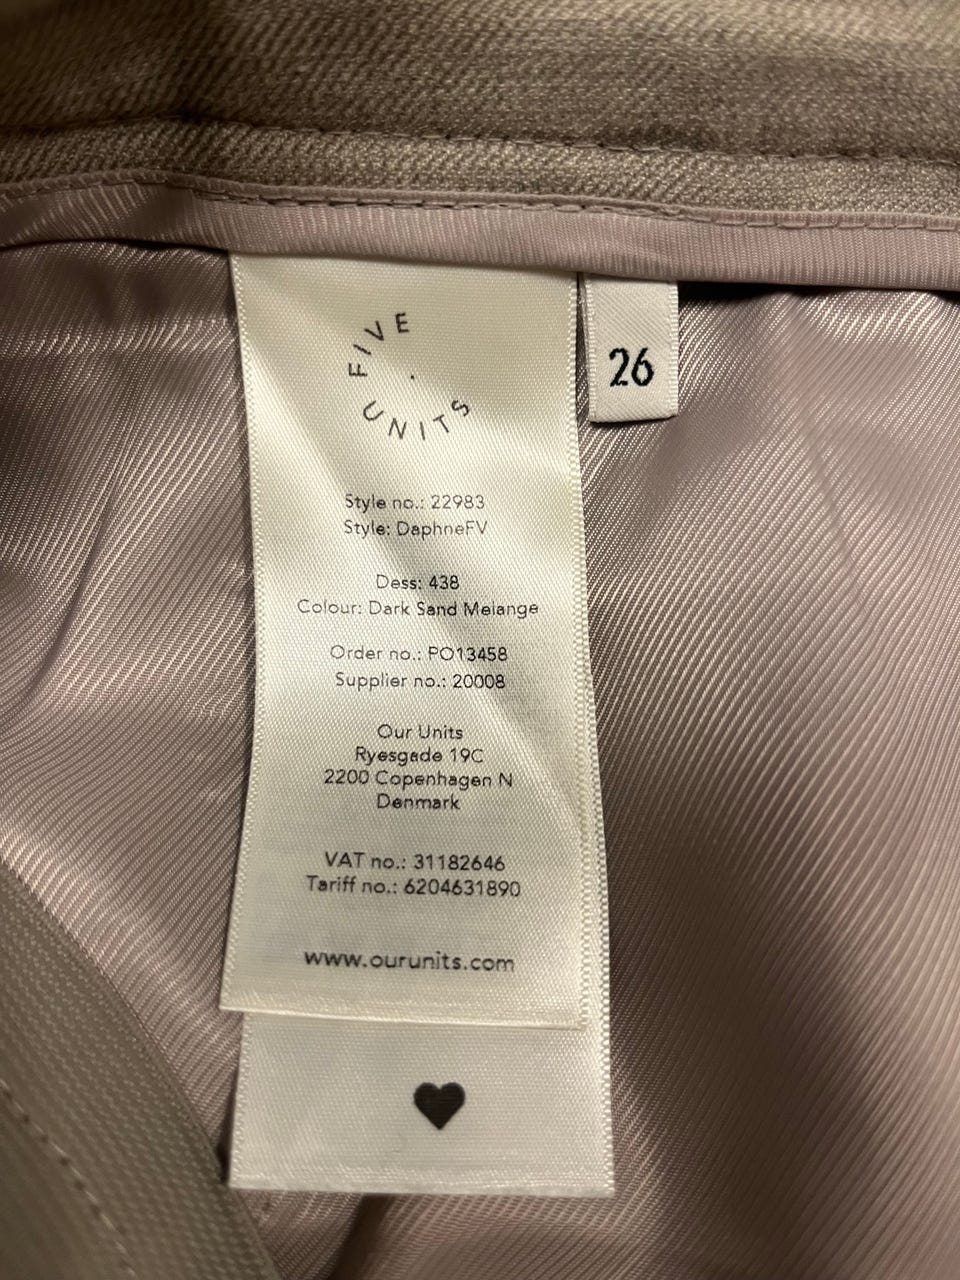 FIVE
UNITS
26
Style no.: 22983
Style: DaphneFV
Dess: 438
Colour: Dark Sand Melange
Order no.: PO13458
Supplier no.: 20008
Our Units
Ryesgade 19C
2200 Copenhagen N
Denmark
VAT no.: 31182646
Tariff no.: 6204631890
www.ourunits.com